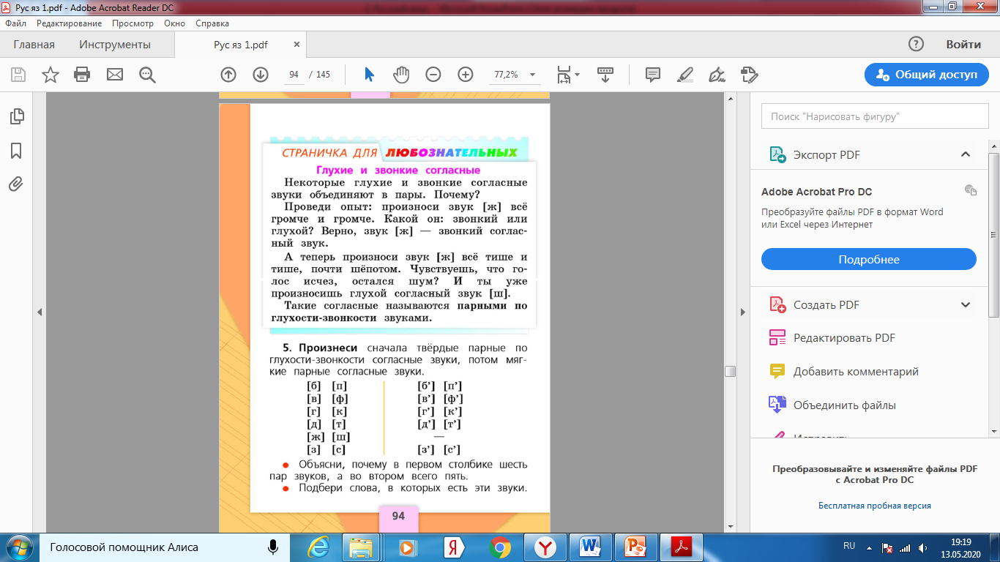 Рус яз 1.pdf - Adobe Acrobat Reader DC
Файл Редактирование Просмотр Окно Справка
Главная Инструменты Рус яз 1.pdf × Войти
94 / 145 77,2% Общий доступ
СТРАНИЧКА ДЛЯ ЛЮБОЗНАТЕЛЬНЫХ
Глухие и звонкие согласные
Некоторые глухие и звонкие согласные
звуки объединяют в пары. Почему?
Проведи опыт: произноси звук [ж] всё
громче и громче. Какой он: звонкий или
глухой? Верно, звук [ж] — звонкий соглас-
ный звук.
А теперь произноси звук [ж] всё тише и
тише, почти шёпотом. Чувствуешь, что го-
лос исчез, остался шум? И ты уже
произносишь глухой согласный звук [ш].
Такие согласные называются парными по
глухости-звонкости звуками.
5. Произнеси сначала твёрдые парные по
глухости-звонкости согласные звуки, потом мяг-
кие парные согласные звуки.
[б] [п] [б’] [п’]
[в] [ф] [в’] [ф’]
[г] [к] [г’] [к’]
[д] [т] [д’] [т’]
[ж] [ш] —
[з] [с] [з’] [с’]
• Объясни, почему в первом столбике шесть
пар звуков, а во втором всего пять.
• Подбери слова, в которых есть эти звуки.
94
Поиск "Нарисовать фигуру"
Экспорт PDF
Adobe Acrobat Pro DC
Преобразуйте файлы PDF в формат Word
или Excel через Интернет
Подробнее
Создать PDF
Редактировать PDF
Добавить комментарий
Объединить файлы
Преобразовывайте и изменяйте файлы PDF
с Acrobat Pro DC
Бесплатная пробная версия
Голосовой помощник Алиса
RU
19:19
13.05.2020